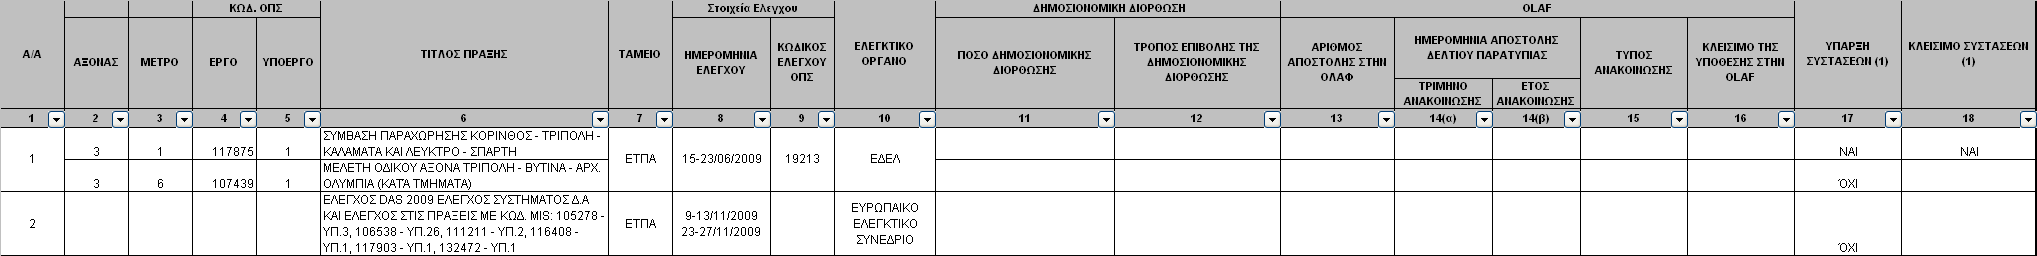 ΚΩΔ. ΟΠΣ
Στοιχεία Ελεγχου
ΔΗΜΟΣΙΟΝΟΜΙΚΗ ΔΙΟΡΘΩΣΗ
OLAF
Α/Α
ΑΞΟΝΑΣ
ΜΕΤΡΟ
ΕΡΓΟ
ΥΠΟΕΡΓΟ
ΤΙΤΛΟΣ ΠΡΑΞΗΣ
ΤΑΜΕΙΟ
ΗΜΕΡΟΜΗΝΙΑ
ΕΛΕΓΧΟΥ
ΚΩΔΙΚΟΣ
ΕΛΕΓΧΟΥ
ΟΠΣ
ΕΛΕΓΚΤΙΚΟ
ΟΡΓΑΝΟ
ΠΟΣΟ ΔΗΜΟΣΙΟΝΟΜΙΚΗΣ
ΔΙΟΡΘΩΣΗΣ
ΤΡΟΠΟΣ ΕΠΙΒΟΛΗΣ ΤΗΣ
ΔΗΜΟΣΙΟΝΟΜΙΚΗΣ
ΔΙΟΡΘΩΣΗΣ
ΑΡΙΘΜΟΣ
ΑΠΟΣΤΟΛΗΣ ΣΤΗΝ
ΟΛΑΦ
ΗΜΕΡΟΜΗΝΙΑ ΑΠΟΣΤΟΛΗΣ
ΔΕΛΤΙΟΥ ΠΑΡΑΤΥΠΙΑΣ
ΤΡΙΜΗΝΟ
ΑΝΑΚΟΙΝΩΣΗΣ
ΕΤΟΣ
ΑΝΑΚΟΙΝΩΣΗΣ
ΤΥΠΟΣ
ΑΝΑΚΟΙΝΩΣΗΣ
ΚΛΕΙΣΙΜΟ ΤΗΣ
ΥΠΟΘΕΣΗΣ ΣΤΗΝ
OLAF
ΥΠΑΡΞΗ
ΣΥΣΤΑΣΕΩΝ (1)
ΚΛΕΙΣΙΜΟ ΣΥΣΤΑΣΕΩΝ
(1)
1 2 3 4 5 6 7 8 9 10 11 12 13 14(α) 14(β) 15 16 17 18
1
3 1 117875 1
ΣΥΜΒΑΣΗ ΠΑΡΑΧΩΡΗΣΗΣ ΚΟΡΙΝΘΟΣ - ΤΡΙΠΟΛΗ -
ΚΑΛΑΜΑΤΑ ΚΑΙ ΛΕΥΚΤΡΟ - ΣΠΑΡΤΗ
ΕΤΠΑ 15-23/06/2009 19213 ΕΔΕΛ
ΝΑΙ ΝΑΙ
3 6 107439 1
ΜΕΛΕΤΗ ΟΔΙΚΟΥ ΑΞΟΝΑ ΤΡΙΠΟΛΗ - ΒΥΤΙΝΑ - ΑΡΧ.
ΟΛΥΜΠΙΑ (ΚΑΤΆ ΤΜΗΜΑΤΑ)
ΌΧΙ
2
ΕΛΕΓΧΟΣ DAS 2009 ΕΛΕΓΧΟΣ ΣΥΣΤΗΜΑΤΟΣ Δ.Α
ΚΑΙ ΕΛΕΓΧΟΣ ΣΤΙΣ ΠΡΑΞΕΙΣ ΜΕ ΚΩΔ. MIS: 105278 -
ΥΠ.3, 106538 - ΥΠ.26, 111211 - ΥΠ.2, 116408 -
ΥΠ.1, 117903 - ΥΠ.1, 132472 - ΥΠ.1
ΕΤΠΑ
9-13/11/2009
23-27/11/2009
ΕΥΡΩΠΑΙΚΟ
ΕΛΕΓΚΤΙΚΟ
ΣΥΝΕΔΡΙΟ
ΌΧΙ